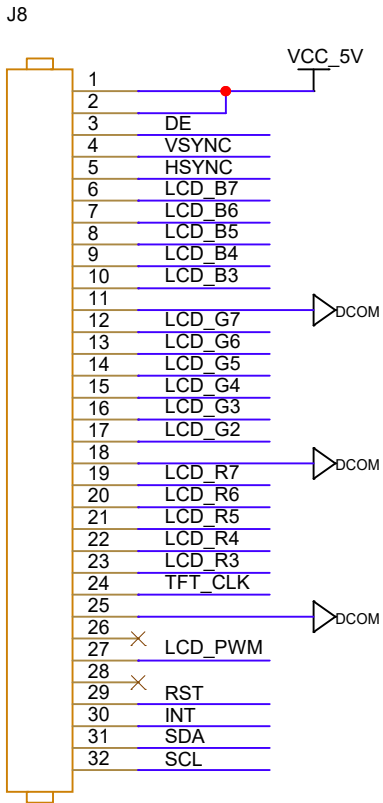 J8
VCC_5V
1
2
3 DE
4 VSYNC
5 HSYNC
6 LCD_B7
7 LCD_B6
8 LCD_B5
9 LCD_B4
10 LCD_B3
11 DCOM
12 LCD_G7
13 LCD_G6
14 LCD_G5
15 LCD_G4
16 LCD_G3
17 LCD_G2
18 DCOM
19 LCD_R7
20 LCD_R6
21 LCD_R5
22 LCD_R4
23 LCD_R3
24 TFT_CLK
25 DCOM
26
27 LCD_PWM
28
29 RST
30 INT
31 SDA
32 SCL